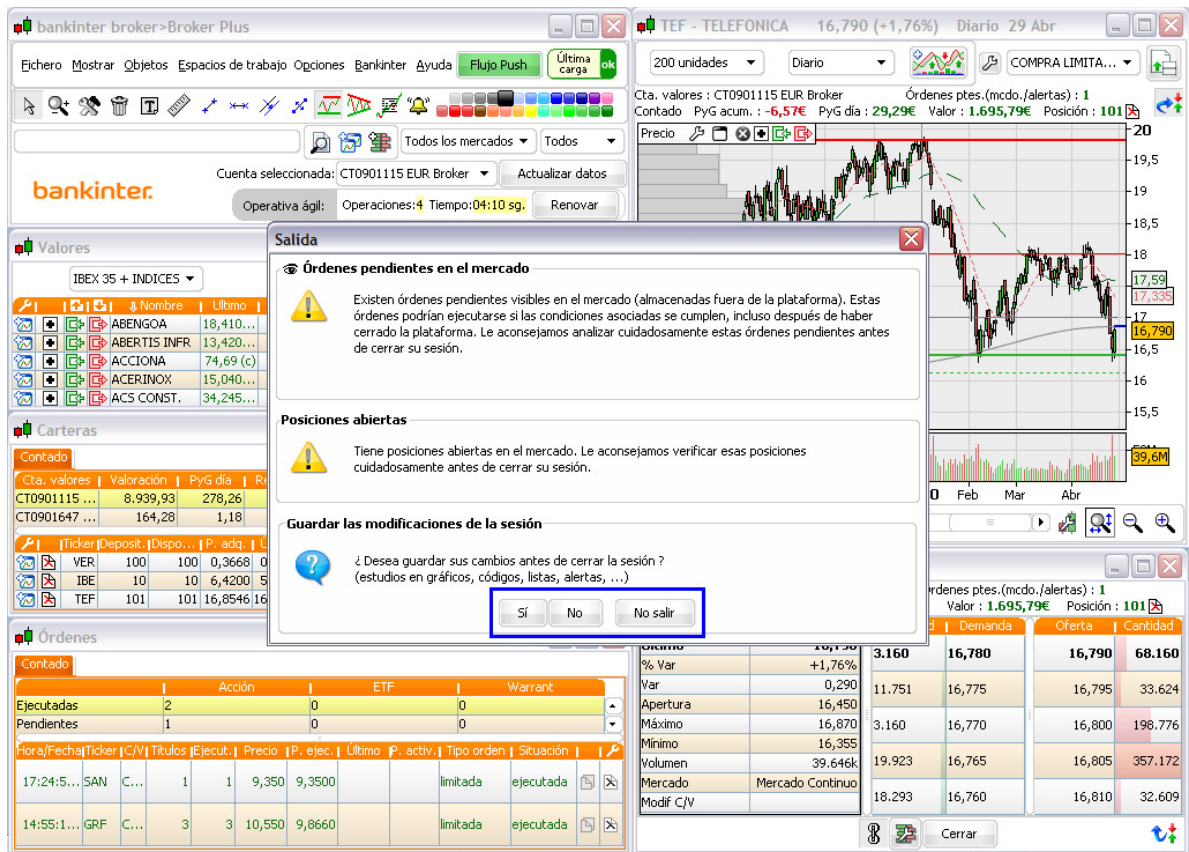 bankinter broker>Broker Plus
Fichero Mostrar Objetos Espacios de trabajo Opciones Bankinter Ayuda Flujo Push Última carga ok
Todos los mercados Todos
Cuenta seleccionada: CT0901115 EUR Broker Actualizar datos
bankinter.
Operativa ágil: Operaciones:4 Tiempo:04:10 sg. Renovar
TEF - TELEFONICA 16,790 (+1,76%) Diario 29 Abr
200 unidades Diario COMPRA LIMITA...
Cta. valores : CT0901115 EUR Broker Órdenes ptes.(mcdo./alertas) : 1
Contado PyG acum. : -6,57€ PyG día : 29,29€ Valor : 1.695,79€ Posición : 101
Precio
20
19,5
19
18,5
18
17,59
17,335
17
16,790
16,5
16
15,5
39,6M
Feb Mar Abr
Valores
IBEX 35 + INDICES
Nombre Ultimo
ABENGOA 18,410...
ABERTIS INFR 13,420...
ACCIONA 74,69 (c)
ACERINOX 15,040...
ACS CONST. 34,245...
Carteras
Contado
Cta. valores Valoración PyG día
CT0901115 ... 8.939,93 278,26
CT0901647 ... 164,28 1,18
Ticker Deposit. Dispo... P. adq.
VER 100 100 0,3668
IBE 10 10 6,4200
TEF 101 101 16,8546
Salida
Órdenes pendientes en el mercado
Existen órdenes pendientes visibles en el mercado (almacenadas fuera de la plataforma). Estas
órdenes podrían ejecutarse si las condiciones asociadas se cumplen, incluso después de haber
cerrado la plataforma. Le aconsejamos analizar cuidadosamente estas órdenes pendientes antes
de cerrar su sesión.
Posiciones abiertas
Tiene posiciones abiertas en el mercado. Le aconsejamos verificar esas posiciones
cuidadosamente antes de cerrar su sesión.
Guardar las modificaciones de la sesión
¿ Desea guardar sus cambios antes de cerrar la sesión ?
(estudios en gráficos, códigos, listas, alertas, ...)
Sí No No salir
Órdenes
Contado
Acción ETF Warrant
Ejecutadas 2 0 0
Pendientes 1 0 0
Hora/Fecha Ticker C/V Títulos Ejecut. Precio P. ejec. Último P. activ. Tipo orden Situación
17:24:5... SAN C... 1 1 9,350 9,3500 limitada ejecutada
14:55:1... GRF C... 3 3 10,550 9,8660 limitada ejecutada
ptes.(mcdo./alertas) : 1
Valor : 1.695,79€ Posición : 101
Demanda Oferta Cantidad
% Var +1,76%
Var 0,290
Apertura 16,450
Máximo 16,870
Mínimo 16,355
Volumen 39.646k
Mercado Mercado Continuo
Modif C/V
3.160 16,780 16,790 68.160
11.751 16,775 16,795 33.624
3.160 16,770 16,800 198.776
19.923 16,765 16,805 357.172
18.293 16,760 16,810 32.609
Cerrar